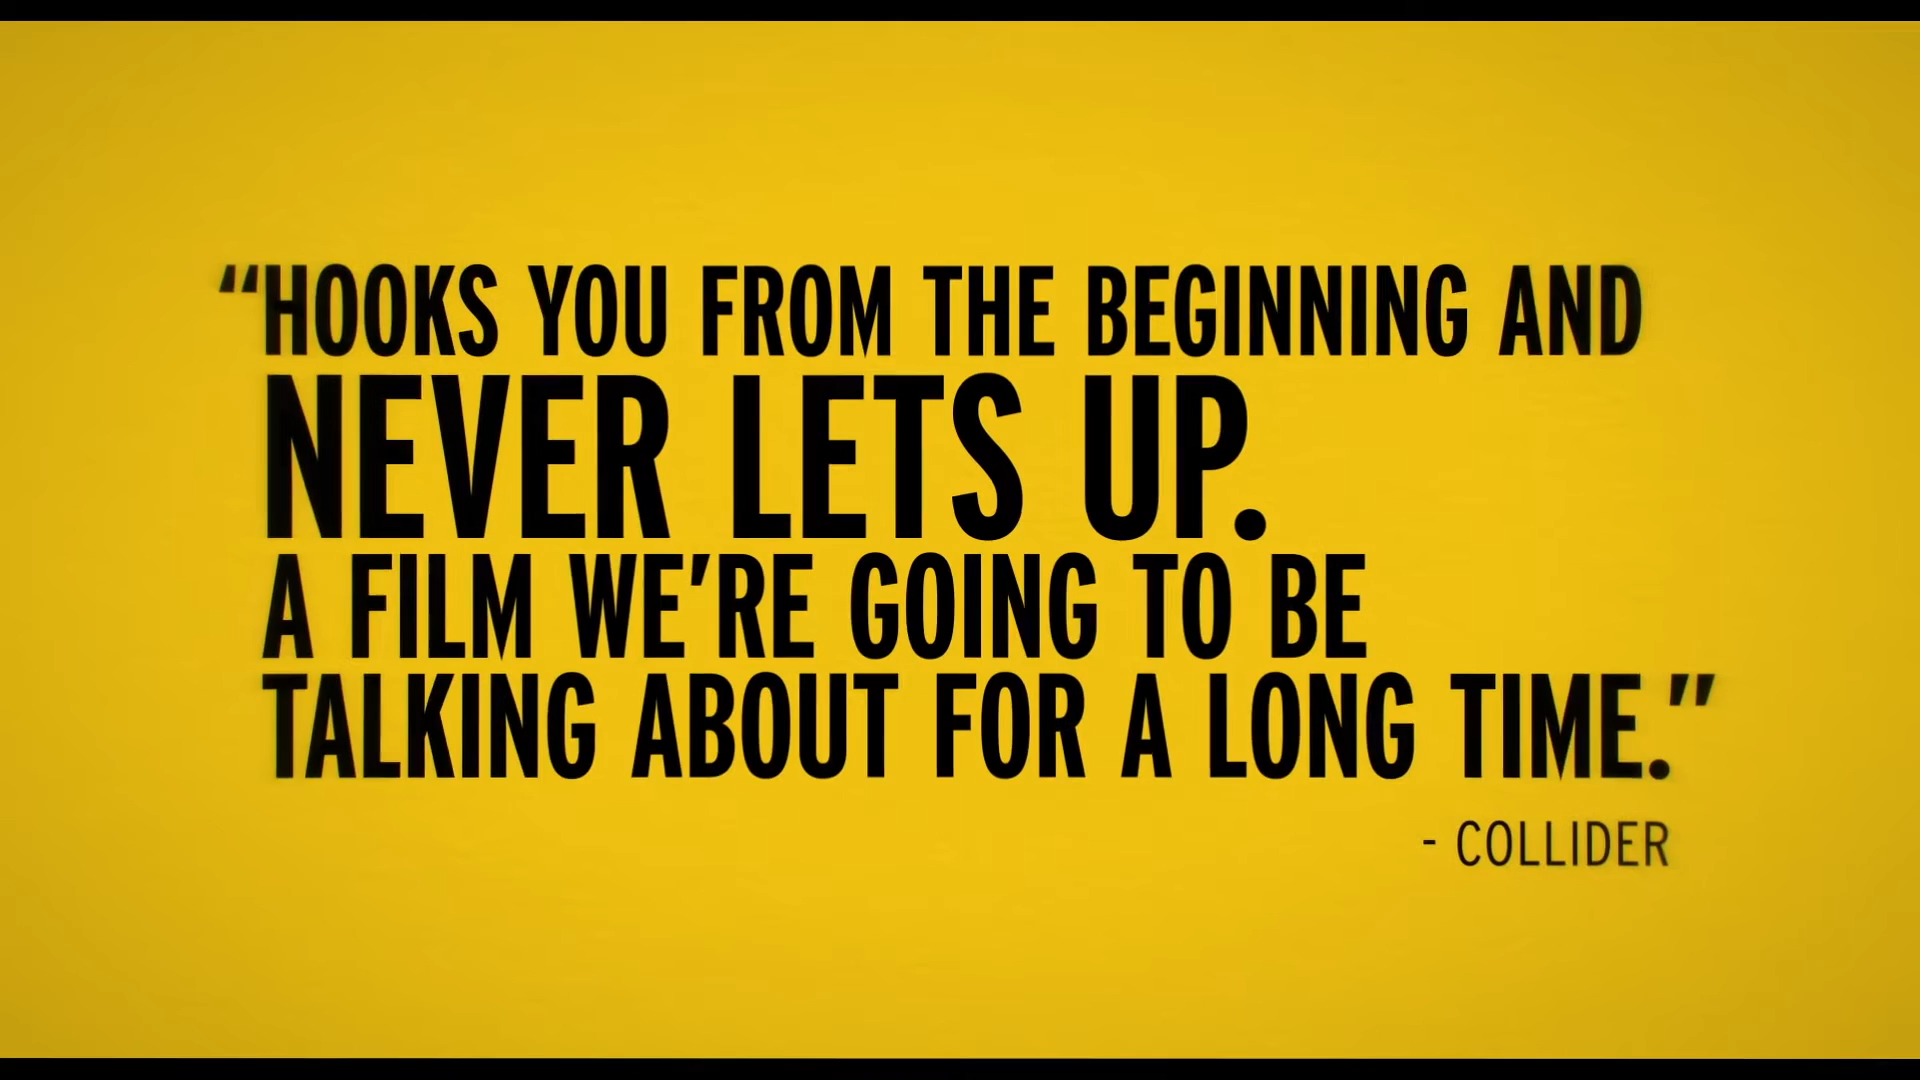 “HOOKS YOU FROM THE BEGINNING AND
NEVER LETS UP.
A FILM WE’RE GOING TO BE
TALKING ABOUT FOR A LONG TIME.”
- COLLIDER